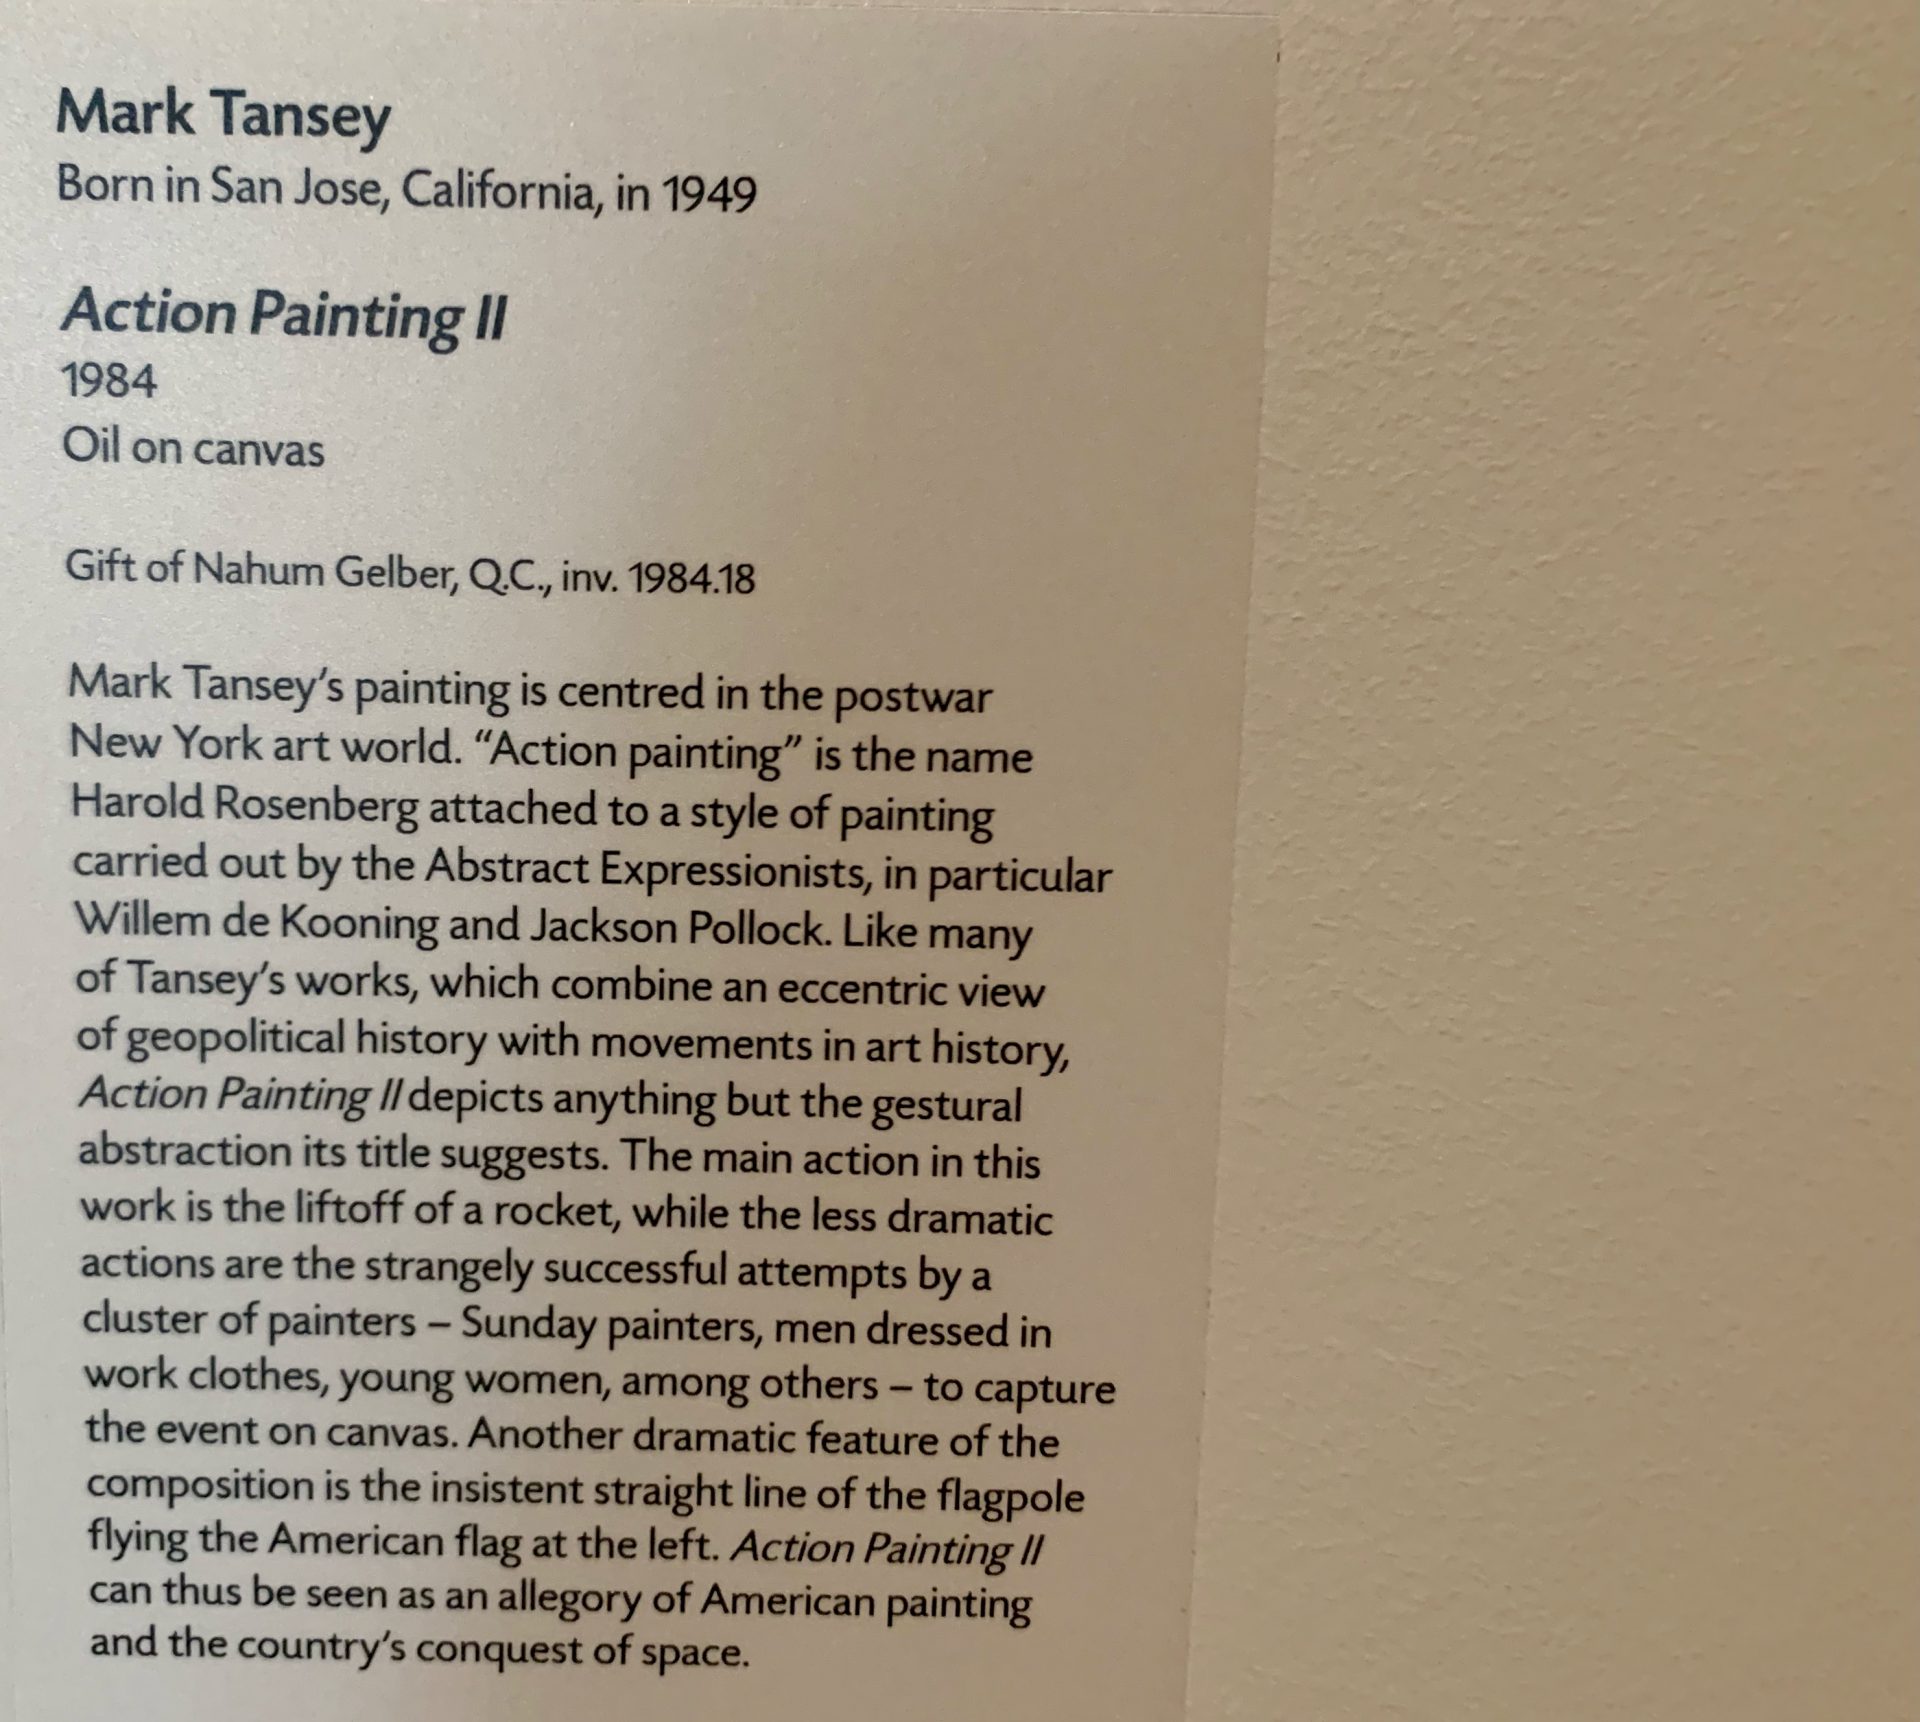 Mark Tansey
Born in San Jose, California, in 1949
Action Painting II
1984
Oil on canvas
Gift of Nahum Gelber, Q.C., inv. 1984.18
Mark Tansey’s painting is centred in the postwar
New York art world. “Action painting” is the name
Harold Rosenberg attached to a style of painting
carried out by the Abstract Expressionists, in particular
Willem de Kooning and Jackson Pollock. Like many
of Tansey’s works, which combine an eccentric view
of geopolitical history with movements in art history,
Action Painting II depicts anything but the gestural
abstraction its title suggests. The main action in this
work is the liftoff of a rocket, while the less dramatic
actions are the strangely successful attempts by a
cluster of painters – Sunday painters, men dressed in
work clothes, young women, among others – to capture
the event on canvas. Another dramatic feature of the
composition is the insistent straight line of the flagpole
flying the American flag at the left. Action Painting II
can thus be seen as an allegory of American painting
and the country’s conquest of space.